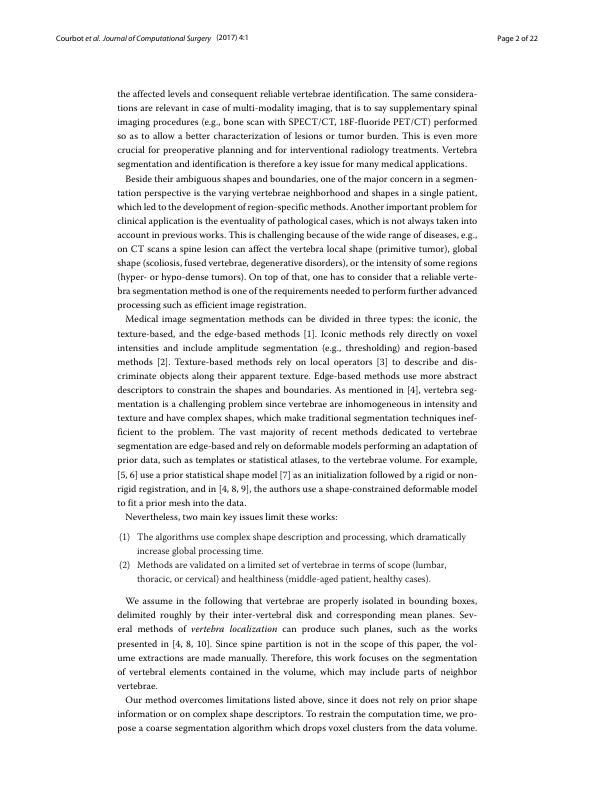 Courbot et al. Journal of Computational Surgery (2017) 4:1
Page 2 of 22
the affected levels and consequent reliable vertebrae identification. The same considera-
tions are relevant in case of multi-modality imaging, that is to say supplementary spinal
imaging procedures (e.g., bone scan with SPECT/CT, 18F-fluoride PET/CT) performed
so as to allow a better characterization of lesions or tumor burden. This is even more
crucial for preoperative planning and for interventional radiology treatments. Vertebra
segmentation and identification is therefore a key issue for many medical applications.
Beside their ambiguous shapes and boundaries, one of the major concern in a segmen-
tation perspective is the varying vertebrae neighborhood and shapes in a single patient,
which led to the development of region-specific methods. Another important problem for
clinical application is the eventuality of pathological cases, which is not always taken into
account in previous works. This is challenging because of the wide range of diseases, e.g.,
on CT scans a spine lesion can affect the vertebra local shape (primitive tumor), global
shape (scoliosis, fused vertebrae, degenerative disorders), or the intensity of some regions
(hyper- or hypo-dense tumors). On top of that, one has to consider that a reliable verte-
bra segmentation method is one of the requirements needed to perform further advanced
processing such as efficient image registration.
Medical image segmentation methods can be divided in three types: the iconic, the
texture-based, and the edge-based methods [1]. Iconic methods rely directly on voxel
intensities and include amplitude segmentation (e.g., thresholding) and region-based
methods [2]. Texture-based methods rely on local operators [3] to describe and dis-
criminate objects along their apparent texture. Edge-based methods use more abstract
descriptors to constrain the shapes and boundaries. As mentioned in [4], vertebra seg-
mentation is a challenging problem since vertebrae are inhomogeneous in intensity and
texture and have complex shapes, which make traditional segmentation techniques inef-
ficient to the problem. The vast majority of recent methods dedicated to vertebrae
segmentation are edge-based and rely on deformable models performing an adaptation of
prior data, such as templates or statistical atlases, to the vertebrae volume. For example,
[5, 6] use a prior statistical shape model [7] as an initialization followed by a rigid or non-
rigid registration, and in [4, 8, 9], the authors use a shape-constrained deformable model
to fit a prior mesh into the data.
Nevertheless, two main key issues limit these works:
(1) The algorithms use complex shape description and processing, which dramatically
increase global processing time.
(2) Methods are validated on a limited set of vertebrae in terms of scope (lumbar,
thoracic, or cervical) and healthiness (middle-aged patient, healthy cases).
We assume in the following that vertebrae are properly isolated in bounding boxes,
delimited roughly by their inter-vertebral disk and corresponding mean planes. Sev-
eral methods of vertebra localization can produce such planes, such as the works
presented in [4, 8, 10]. Since spine partition is not in the scope of this paper, the vol-
ume extractions are made manually. Therefore, this work focuses on the segmentation
of vertebral elements contained in the volume, which may include parts of neighbor
vertebrae.
Our method overcomes limitations listed above, since it does not rely on prior shape
information or on complex shape descriptors. To restrain the computation time, we pro-
pose a coarse segmentation algorithm which drops voxel clusters from the data volume.